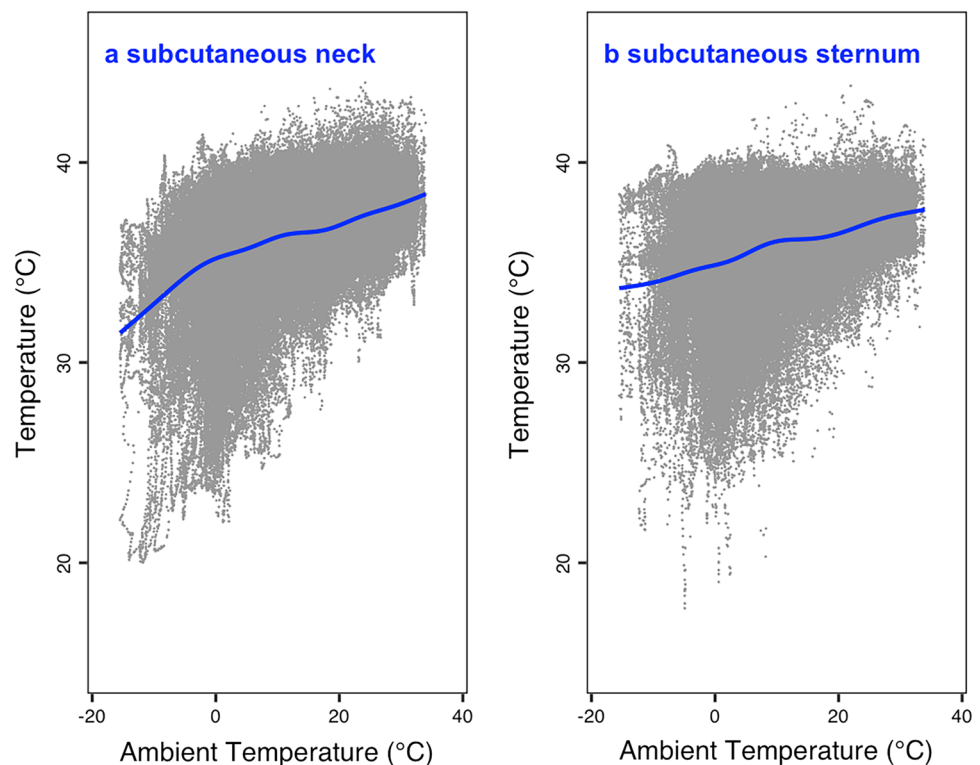 a subcutaneous neck
Temperature (°C)
40
30
20
-20 0 20 40
Ambient Temperature (°C)
b subcutaneous sternum
Temperature (°C)
40
30
20
-20 0 20 40
Ambient Temperature (°C)